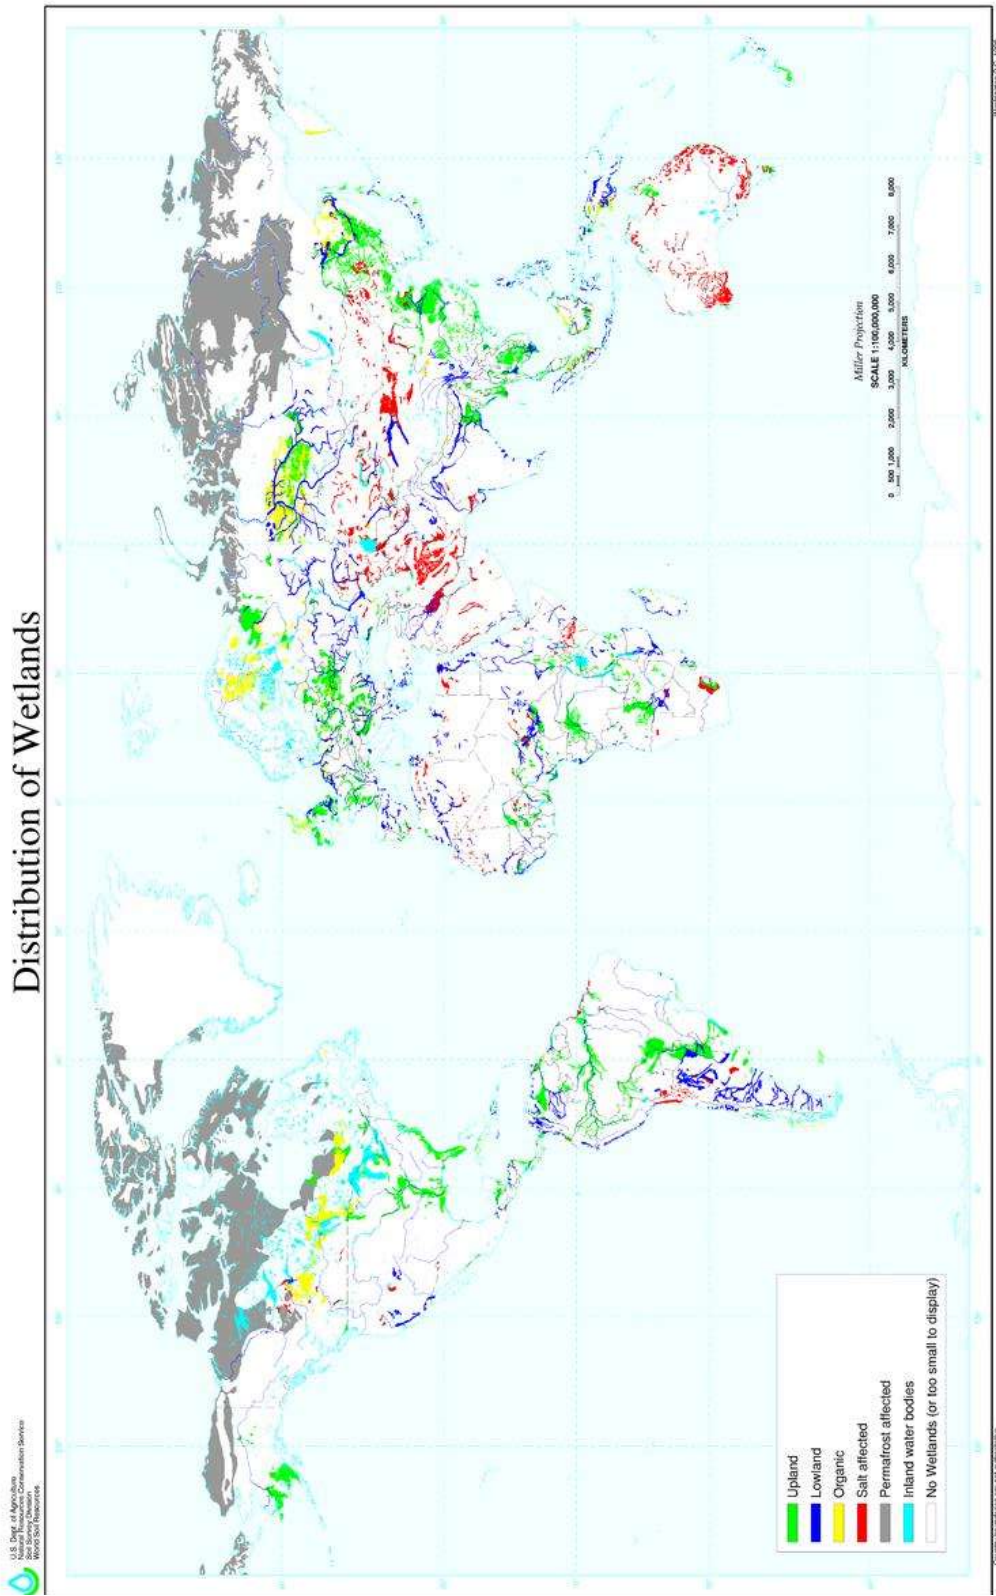 Distribution of Wetlands
U.S. Dept. of Agriculture
Natural Resources Conservation Service
Soil Survey Division
World Soil Resources
Upland
Lowland
Organic
Salt affected
Permafrost affected
Inland water bodies
No Wetlands (or too small to display)
Miller Projection
SCALE 1:100,000,000
0 500 1,000 2,000 3,000 4,000 5,000 6,000 7,000 8,000
KILOMETERS